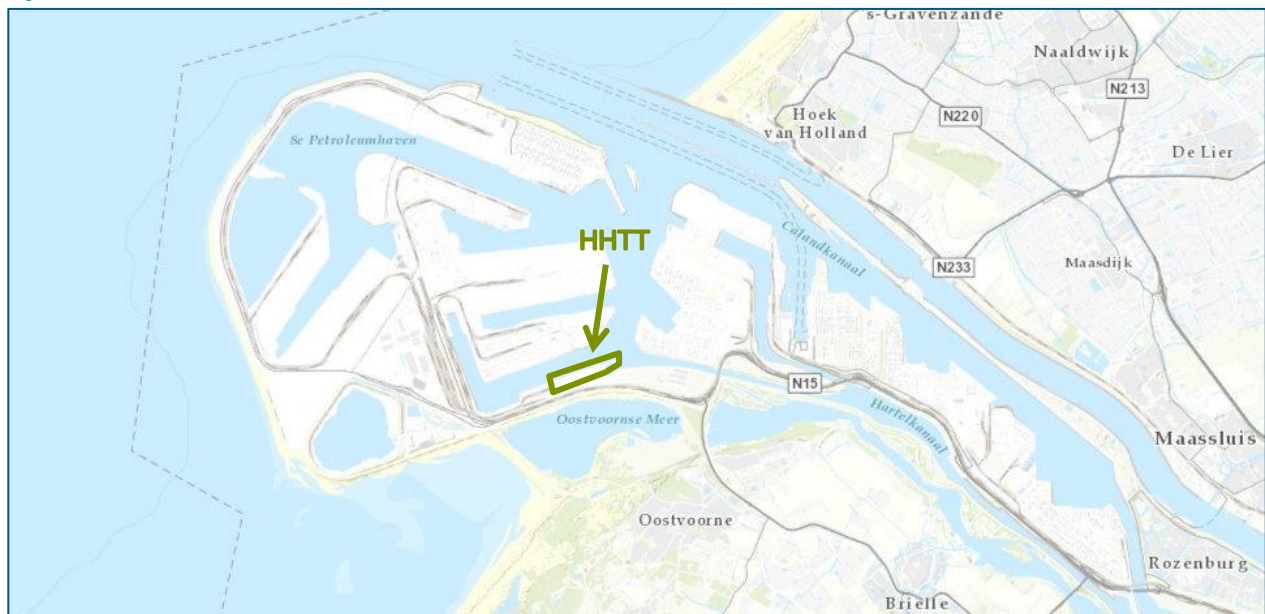 's-Gravenzande
Naaldwijk
N213
N220
Hoek
van Holland
De Lier
8e Petroleumhaven
HHTT
Calandkanaal
N233
Maasdijk
N15
Hartelkanaal
Oostvoornse Meer
Maassluis
Oostvoorne
Rozenburg
Brielle